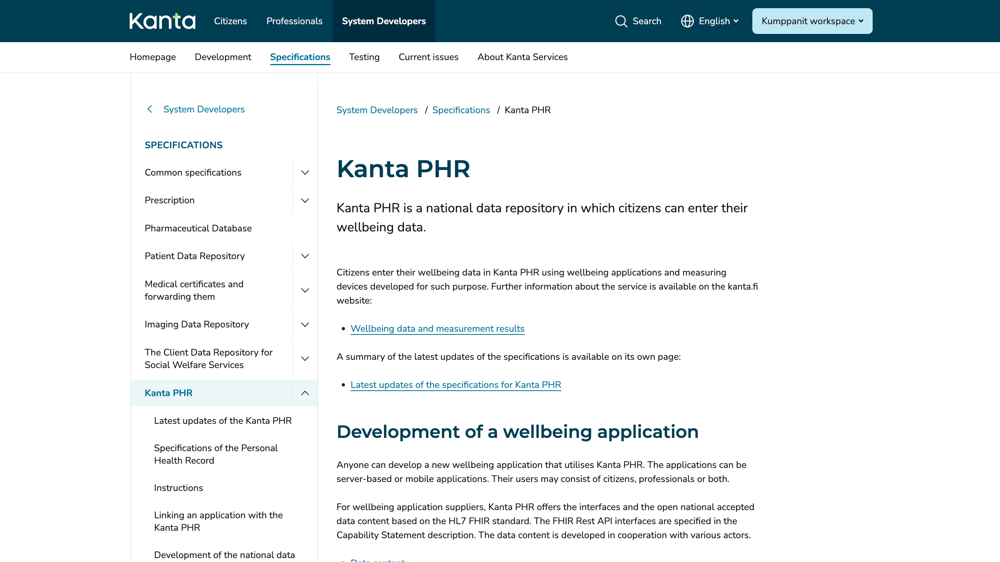 Kanta
Citizens
Professionals
System Developers
Search
English
Kumppanit workspace
Homepage
Development
Specifications
Testing
Current issues
About Kanta Services
System Developers
SPECIFICATIONS
Common specifications
Prescription
Pharmaceutical Database
Patient Data Repository
Medical certificates and
forwarding them
Imaging Data Repository
The Client Data Repository for
Social Welfare Services
Kanta PHR
Latest updates of the Kanta PHR
Specifications of the Personal
Health Record
Instructions
Linking an application with the
Kanta PHR
Development of the national data
System Developers / Specifications / Kanta PHR
Kanta PHR
Kanta PHR is a national data repository in which citizens can enter their
wellbeing data.
Citizens enter their wellbeing data in Kanta PHR using wellbeing applications and measuring
devices developed for such purpose. Further information about the service is available on the kanta.fi
website:
• Wellbeing data and measurement results
A summary of the latest updates of the specifications is available on its own page:
• Latest updates of the specifications for Kanta PHR
Development of a wellbeing application
Anyone can develop a new wellbeing application that utilises Kanta PHR. The applications can be
server-based or mobile applications. Their users may consist of citizens, professionals or both.
For wellbeing application suppliers, Kanta PHR offers the interfaces and the open national accepted
data content based on the HL7 FHIR standard. The FHIR Rest API interfaces are specified in the
Capability Statement description. The data content is developed in cooperation with various actors.
• Data content